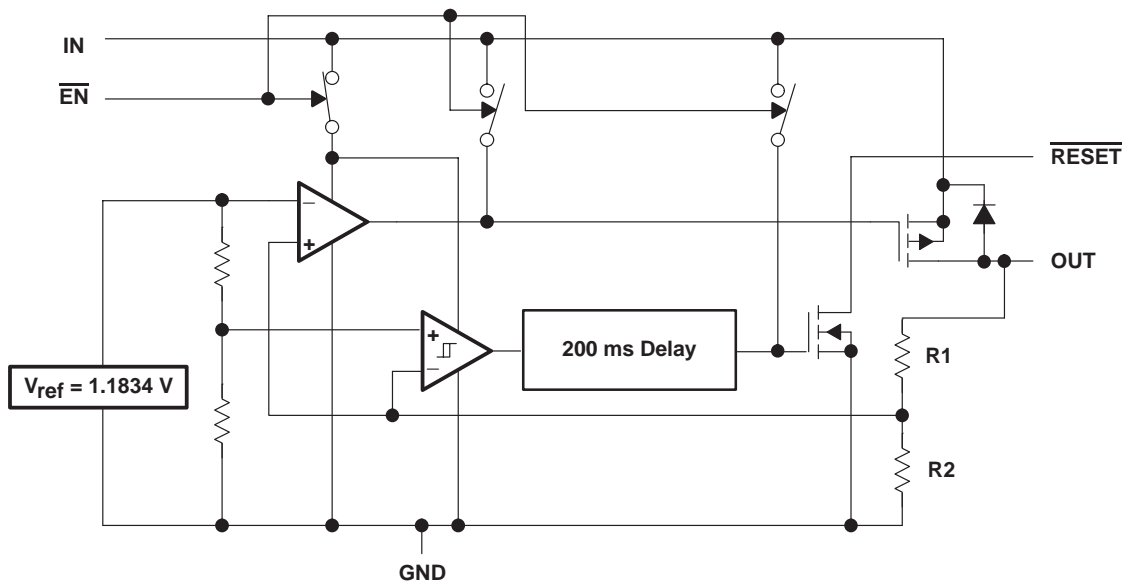 IN
EN
RESET
OUT
_
+
+
200 ms Delay
_
R1
Vref = 1.1834 V
R2
GND